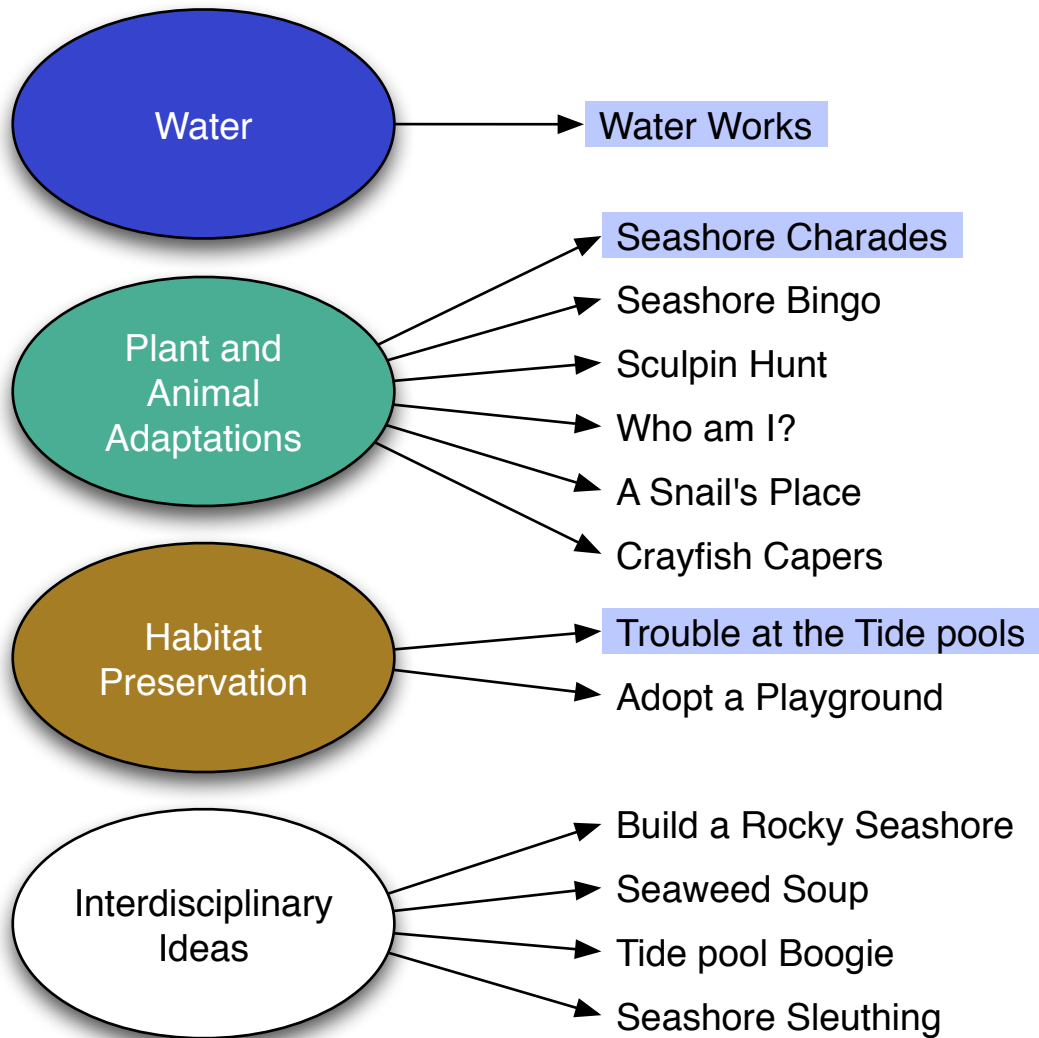 Water
Water Works
Plant and
Animal
Adaptations
Seashore Charades
Seashore Bingo
Sculpin Hunt
Who am I?
A Snail's Place
Crayfish Capers
Habitat
Preservation
Trouble at the Tide pools
Adopt a Playground
Interdisciplinary
Ideas
Build a Rocky Seashore
Seaweed Soup
Tide pool Boogie
Seashore Sleuthing